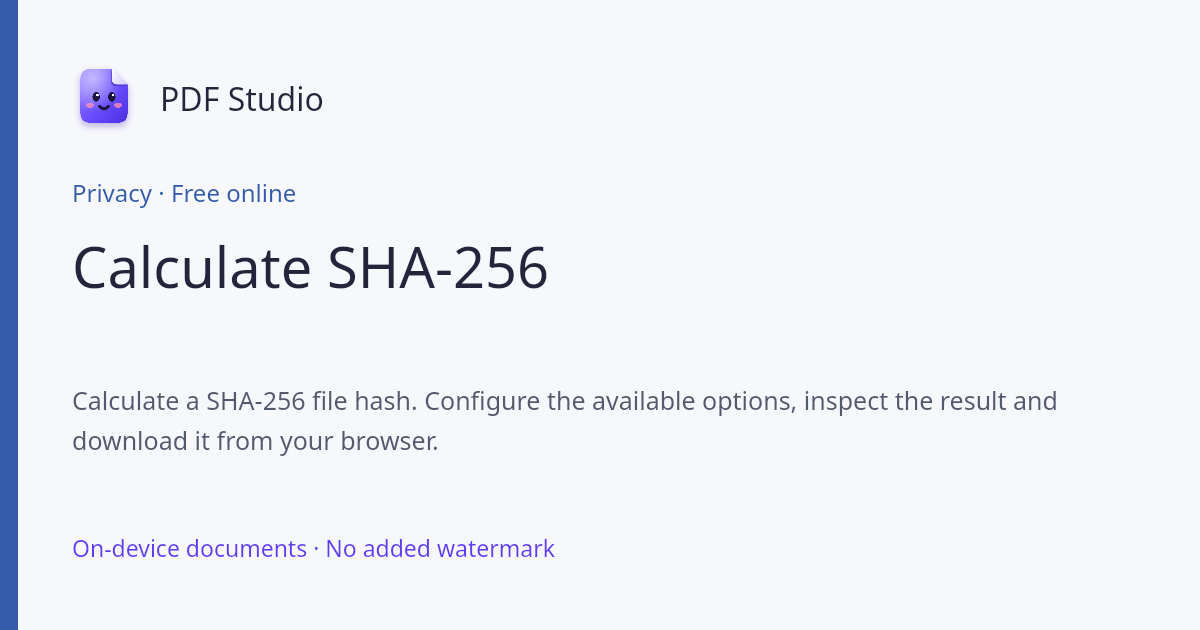 PDF Studio
Privacy · Free online
Calculate SHA-256
Calculate a SHA-256 file hash. Configure the available options, inspect the result and
download it from your browser.
On-device documents · No added watermark